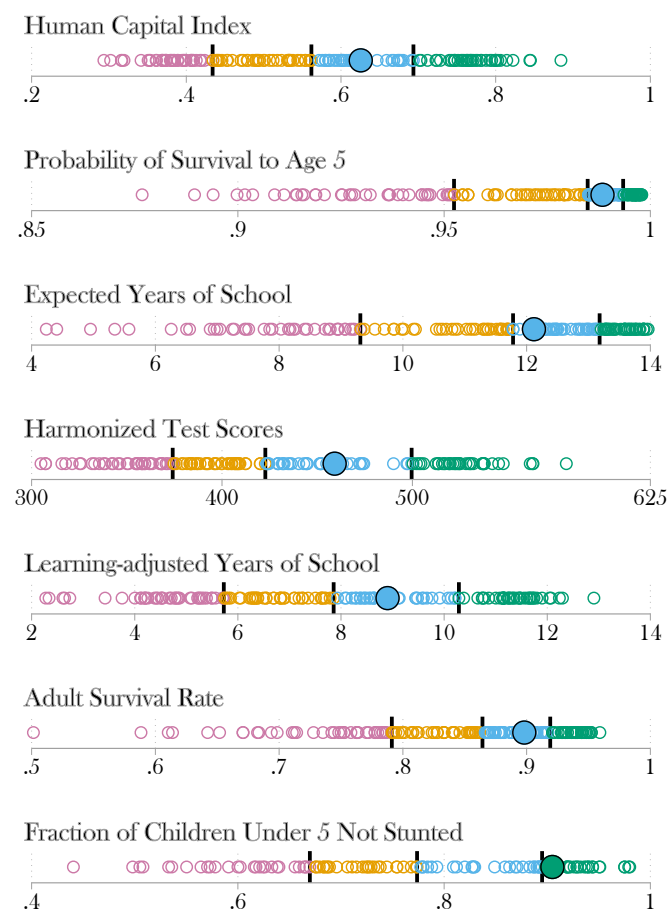 Human Capital Index
.2 .4 .6 .8 1
Probability of Survival to Age 5
.85 .9 .95 1
Expected Years of School
4 6 8 10 12 14
Harmonized Test Scores
300 400 500 625
Learning-adjusted Years of School
2 4 6 8 10 12 14
Adult Survival Rate
.5 .6 .7 .8 .9 1
Fraction of Children Under 5 Not Stunted
.4 .6 .8 1